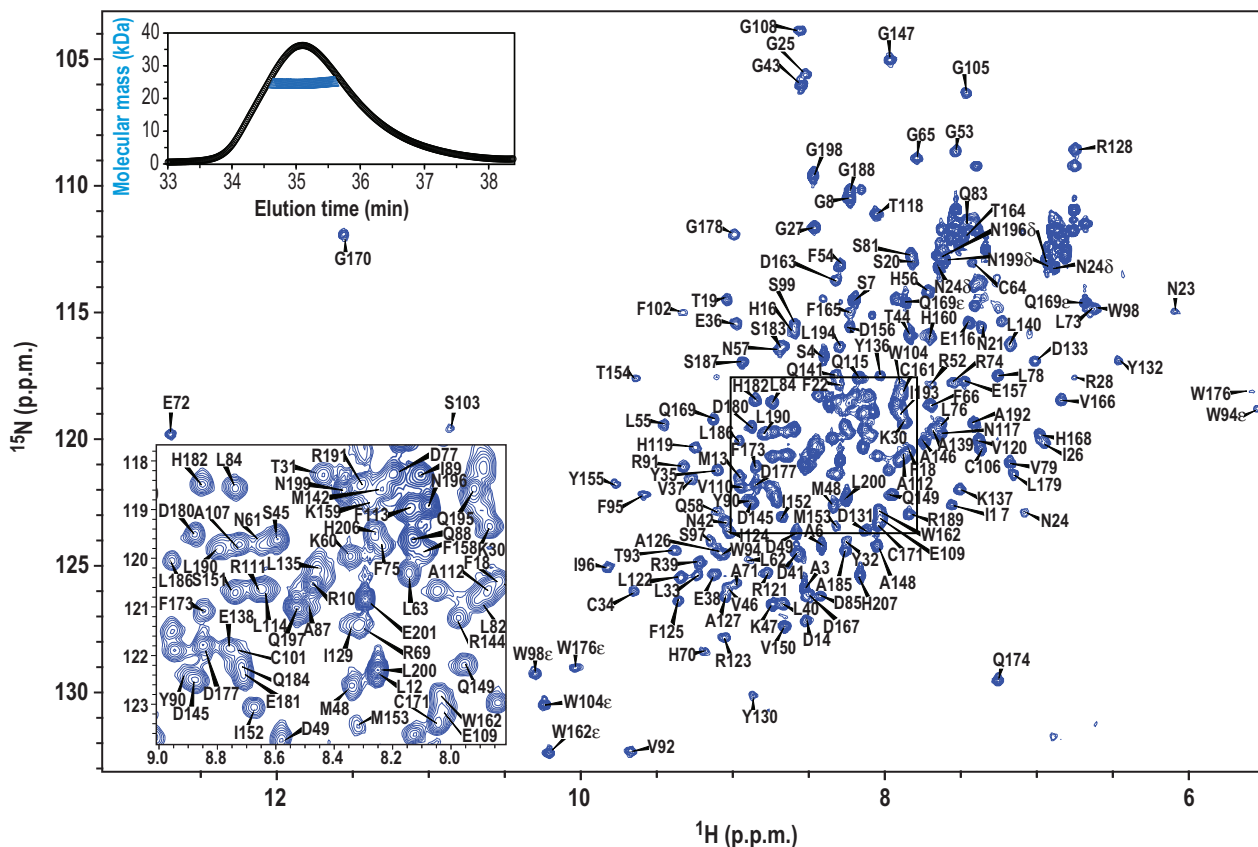 105
110
115
120
125
130
15N (p.p.m.)
12
10
8
6
1H (p.p.m.)
Molecular mass (kDa)
40
30
20
10
0
33
34
35
36
37
38
Elution time (min)
G108
G25
G43
G147
G105
G65
G53
R128
G198
G188
G8
Q83
T164
T118
N196δ
G178
G27
S81
N199δ
F54
S20
N24δ
D163
H56
N24δ
C64
G170
S99
S7
Q169ε
Q169ε
N23
T19
H16
F165
H160
L73
W98
F102
E36
S183
L194
D156
T44
E116
N21
L140
N57
Y136
W104
D133
S187
S4
Q115
C161
R52
R74
Y132
T154
Q141
F22
I193
L78
R28
W176
H182
L84
F66
E157
V166
W94ε
E72
S103
Q169
D180
L190
L76
A192
L55
L186
K30
N117
H168
H119
F173
A139
V120
I26
R91
M13
D177
A146
F18
C106
V79
Y155
Y35
V110
L200
A112
L179
V37
Y90
I152
M48
Q149
K137
F95
Q58
D145
M153
D131
R189
I17
N24
N42
I124
W162
S97
D49
A6
E109
A126
W94
L62
Y32
C171
T93
R39
A71
D41
A3
A185
A148
I96
L122
L33
R121
D85
H207
C34
E38
V46
L40
D167
A127
K47
D14
F125
V150
R123
H70
W98ε
W176ε
Q174
W104ε
Y130
W162ε
V92
118
119
120
121
122
123
9.0
8.8
8.6
8.4
8.2
8.0
H182
L84
T31
R191
D77
I89
N199
M142
N196
D180
A107
N61
S45
K159
E113
Q195
H206
Q88
K60
F158
K30
L190
L135
F75
A112
F18
L186
S151
R111
R10
L63
F173
L114
A87
E201
L82
E138
Q197
R69
R144
C101
I129
L200
Q184
L12
Q149
Y90
D177
E181
M48
C171
W162
D145
I152
D49
M153
E109